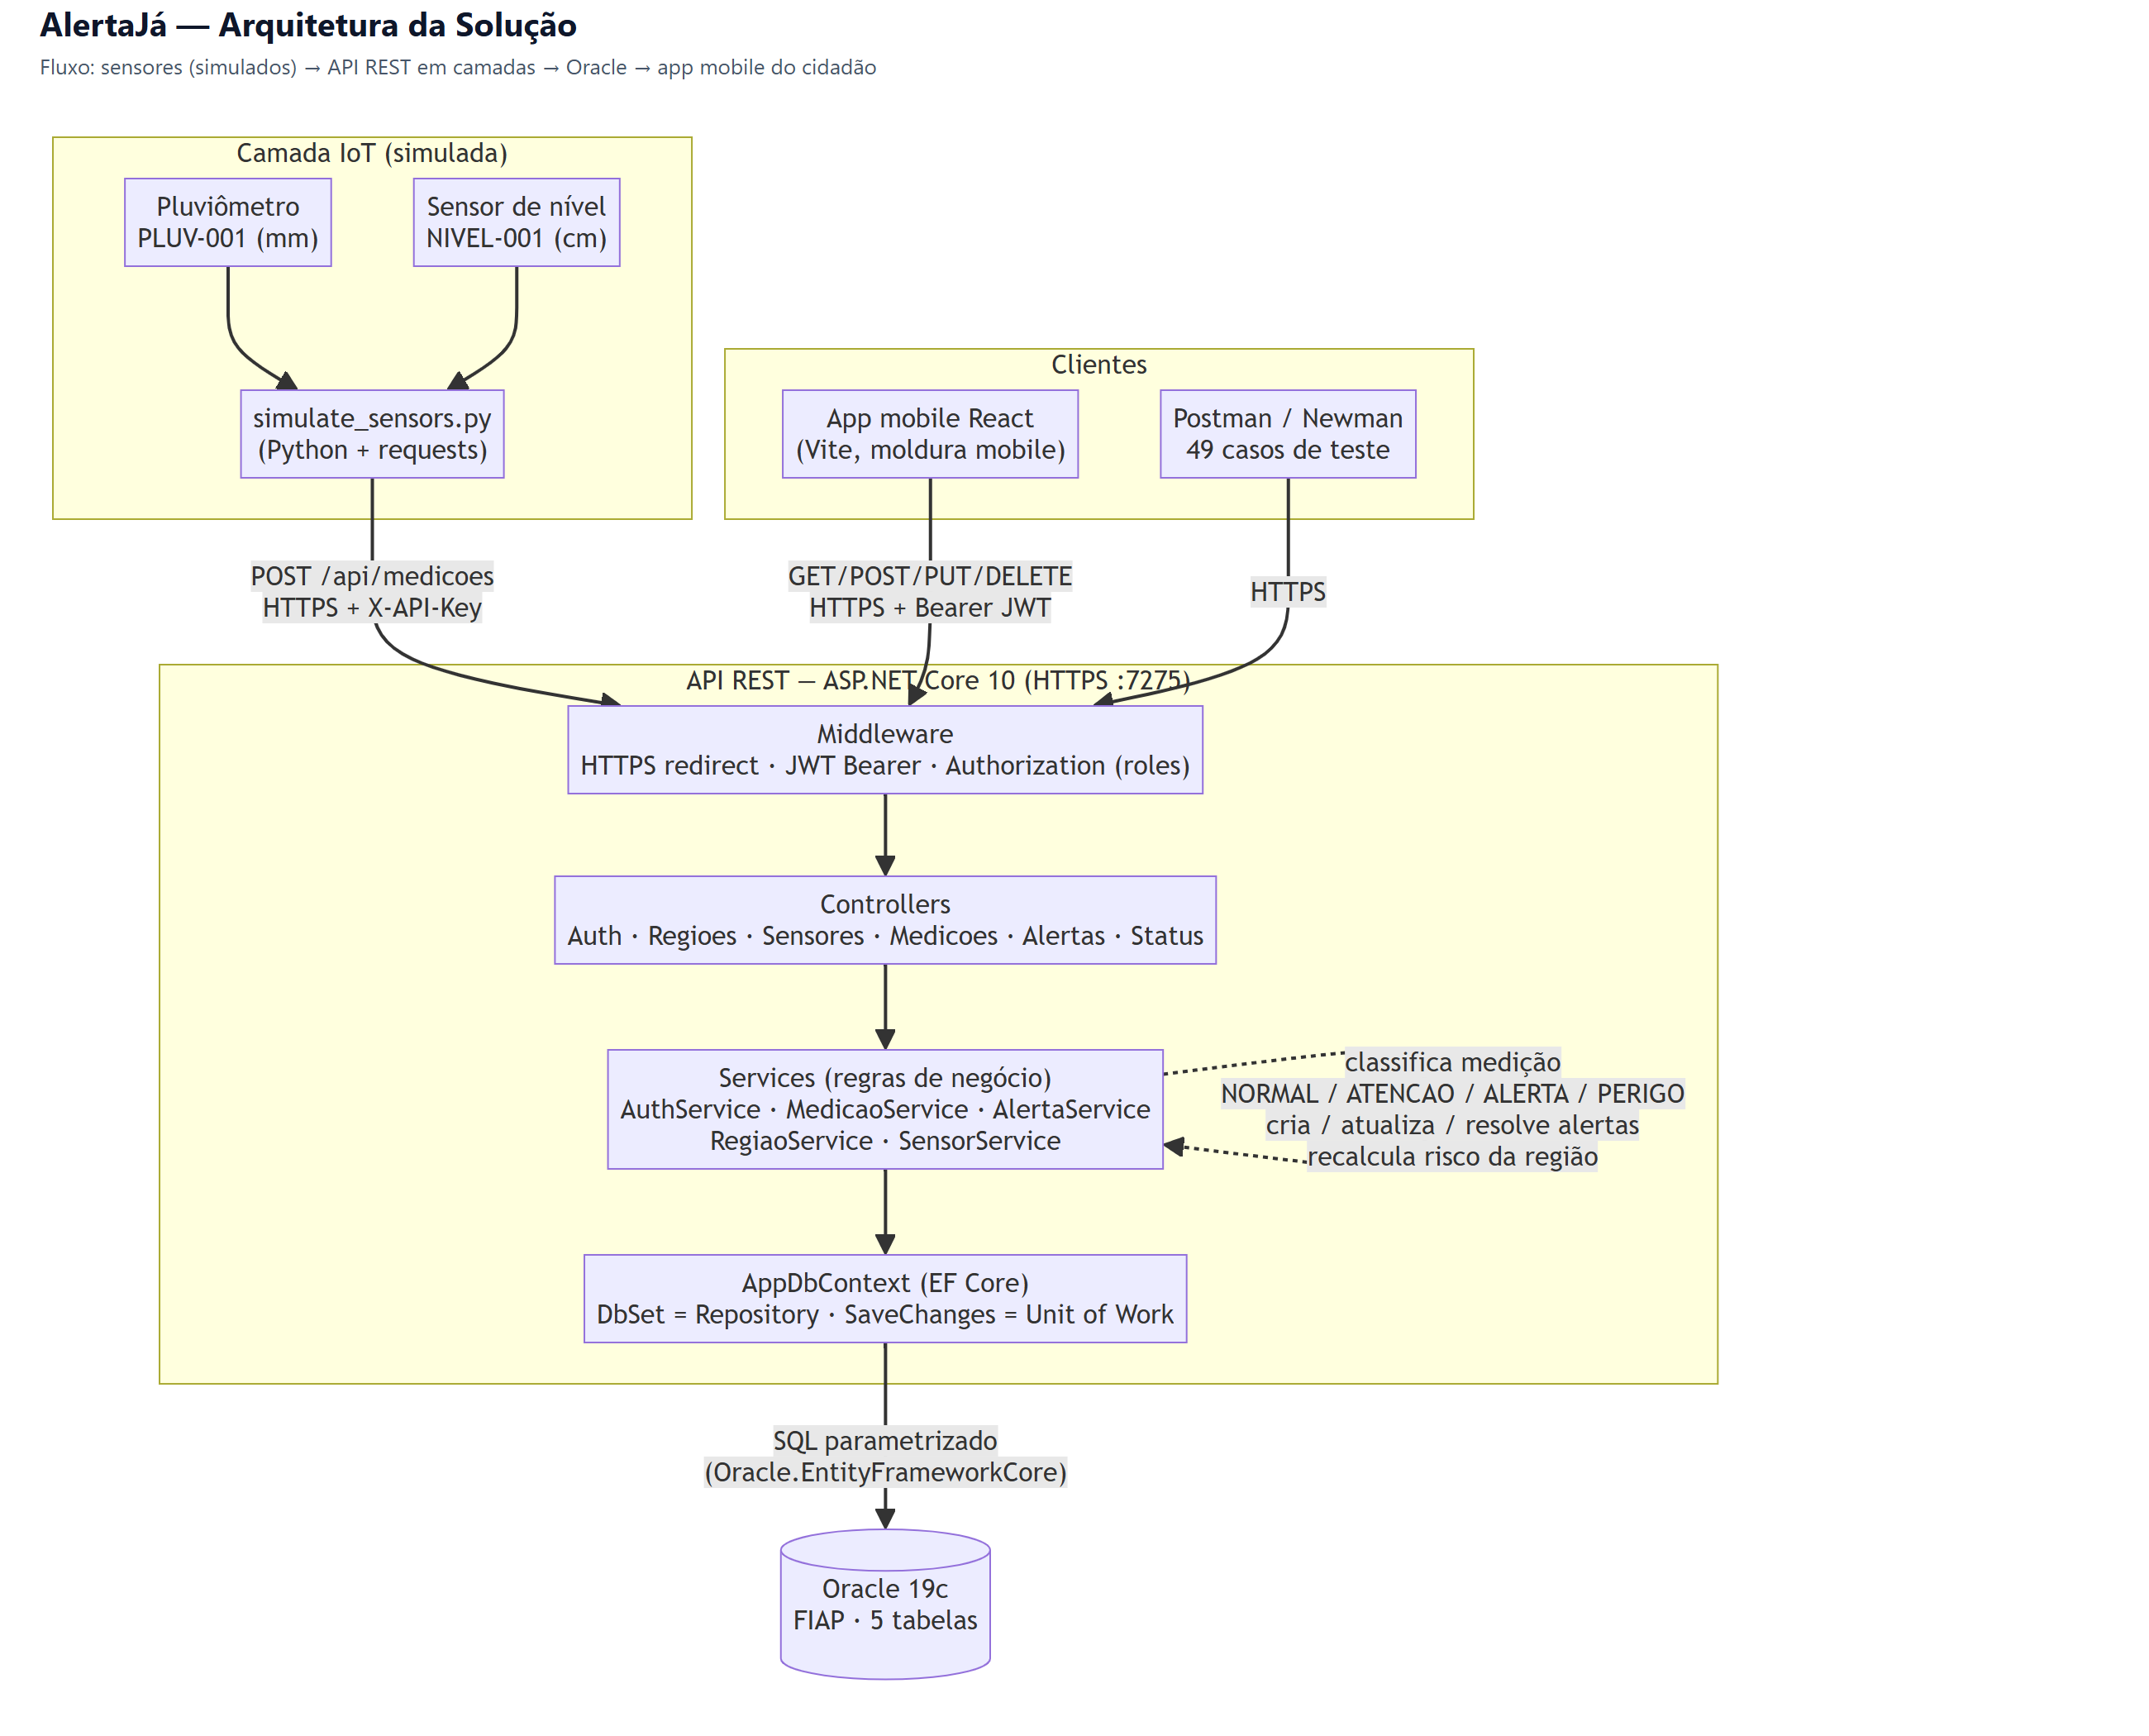 AlertaJá — Arquitetura da Solução
Fluxo: sensores (simulados) → API REST em camadas → Oracle → app mobile do cidadão
Camada IoT (simulada)
Pluviômetro
PLUV-001 (mm)
Sensor de nível
NIVEL-001 (cm)
simulate_sensors.py
(Python + requests)
Clientes
App mobile React
(Vite, moldura mobile)
Postman / Newman
49 casos de teste
POST /api/medicoes
HTTPS + X-API-Key
GET/POST/PUT/DELETE
HTTPS + Bearer JWT
HTTPS
API REST — ASP.NET Core 10 (HTTPS :7275)
Middleware
HTTPS redirect · JWT Bearer · Authorization (roles)
Controllers
Auth · Regioes · Sensores · Medicoes · Alertas · Status
Services (regras de negócio)
AuthService · MedicaoService · AlertaService
RegiaoService · SensorService
classifica medição
NORMAL / ATENCAO / ALERTA / PERIGO
cria / atualiza / resolve alertas
recalcula risco da região
AppDbContext (EF Core)
DbSet = Repository · SaveChanges = Unit of Work
SQL parametrizado
(Oracle.EntityFrameworkCore)
Oracle 19c
FIAP · 5 tabelas